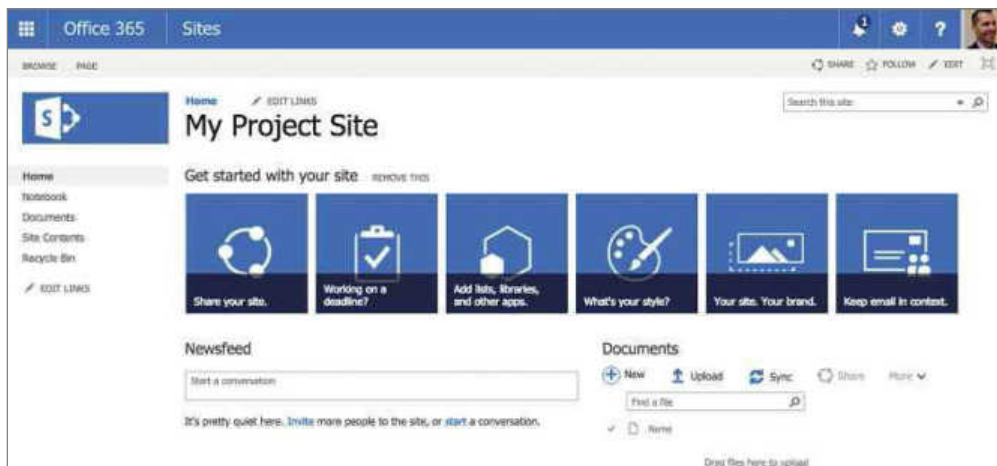 Office 365 Sites 1 ?
BROWSE PAGE SHARE FOLLOW EDIT
S
Home EDIT LINKS Search this site
My Project Site
Home
Notebook
Documents
Site Contents
Recycle Bin
EDIT LINKS
Get started with your site REMOVE THIS
Share your site.
Working on a
deadline?
Add lists, libraries,
and other apps.
What's your style?
Your site. Your brand.
Keep email in context.
Newsfeed
Start a conversation
It's pretty quiet here. Invite more people to the site, or start a conversation.
Documents
New Upload Sync Share More
Find a file
Name
Drag files here to upload